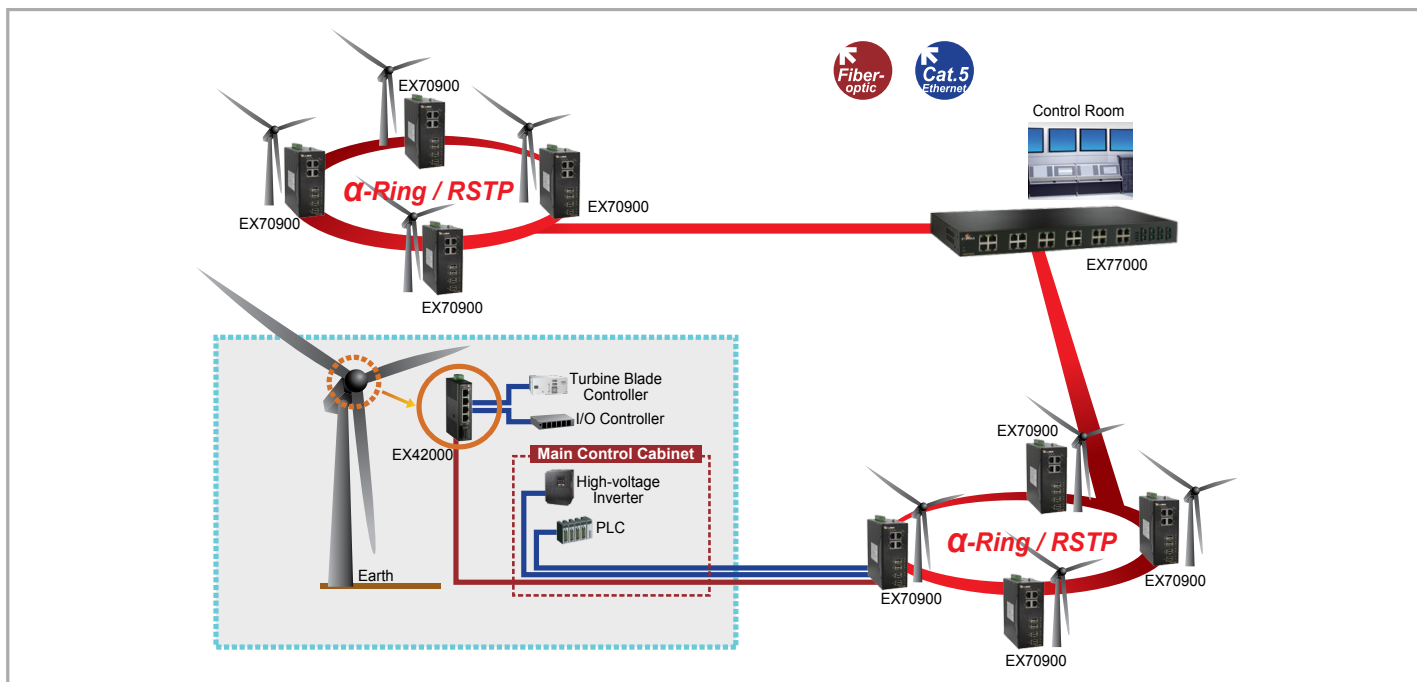 Fiber-
optic
Cat.5
Ethernet
Control Room
EX70900
EX70900
α-Ring / RSTP
EX70900
EX70900
EX77000
Turbine Blade
Controller
I/O Controller
EX42000
Main Control Cabinet
High-voltage
Inverter
PLC
Earth
EX70900
α-Ring / RSTP
EX70900
EX70900
EX70900